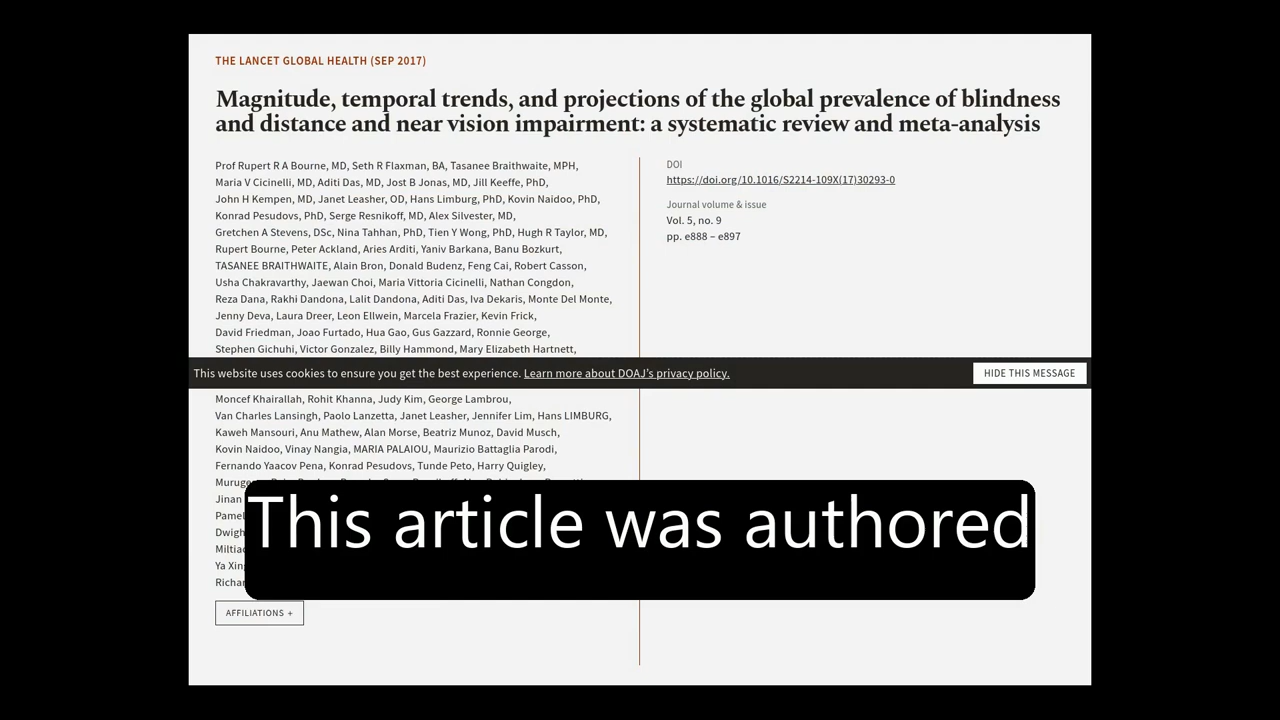 THE LANCET GLOBAL HEALTH (SEP 2017)
Magnitude, temporal trends, and projections of the global prevalence of blindness
and distance and near vision impairment: a systematic review and meta-analysis
Prof Rupert R A Bourne, MD, Seth R Flaxman, BA, Tasanee Braithwaite, MPH,
Maria V Cicinelli, MD, Aditi Das, MD, Jost B Jonas, MD, Jill Keeffe, PhD,
John H Kempen, MD, Janet Leasher, OD, Hans Limburg, PhD, Kovin Naidoo, PhD,
Konrad Pesudovs, PhD, Serge Resnikoff, MD, Alex Silvester, MD,
Gretchen A Stevens, DSc, Nina Tahhan, PhD, Tien Y Wong, PhD, Hugh R Taylor, MD,
Rupert Bourne, Peter Ackland, Aries Arditi, Yaniv Barkana, Banu Bozkurt,
TASANEE BRAITHWAITE, Alain Bron, Donald Budenz, Feng Cai, Robert Casson,
Usha Chakravarthy, Jaewan Choi, Maria Vittoria Cicinelli, Nathan Congdon,
Reza Dana, Rakhi Dandona, Lalit Dandona, Aditi Das, Iva Dekaris, Monte Del Monte,
Jenny Deva, Laura Dreer, Leon Ellwein, Marcela Frazier, Kevin Frick,
David Friedman, Joao Furtado, Hua Gao, Gus Gazzard, Ronnie George,
Stephen Gichuhi, Victor Gonzalez, Billy Hammond, Mary Elizabeth Hartnett,
Moncef Khairallah, Rohit Khanna, Judy Kim, George Lambrou,
Van Charles Lansingh, Paolo Lanzetta, Janet Leasher, Jennifer Lim, Hans LIMBURG,
Kaweh Mansouri, Anu Mathew, Alan Morse, Beatriz Munoz, David Musch,
Kovin Naidoo, Vinay Nangia, MARIA PALAIOU, Maurizio Battaglia Parodi,
Fernando Yaacov Pena, Konrad Pesudovs, Tunde Peto, Harry Quigley,
Jinan
Ya Xing
AFFILIATIONS +
DOI
https://doi.org/10.1016/S2214-109X(17)30293-0
Journal volume & issue
Vol. 5, no. 9
pp. e888 – e897
This website uses cookies to ensure you get the best experience. Learn more about DOAJ's privacy policy.
HIDE THIS MESSAGE
This article was authored